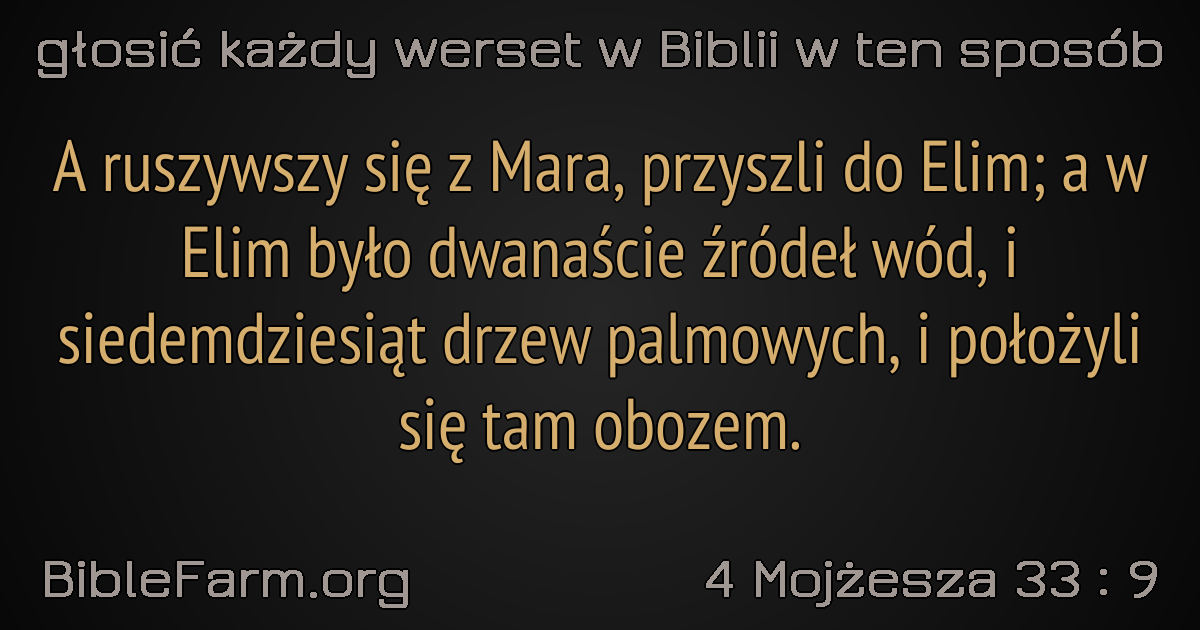 głosić każdy werset w Biblii w ten sposób
A ruszywszy się z Mara, przyszli do Elim; a w
Elim było dwanaście źródeł wód, i
siedemdziesiąt drzew palmowych, i położyli
się tam obozem.
BibleFarm.org
4 Mojżesza 33 : 9